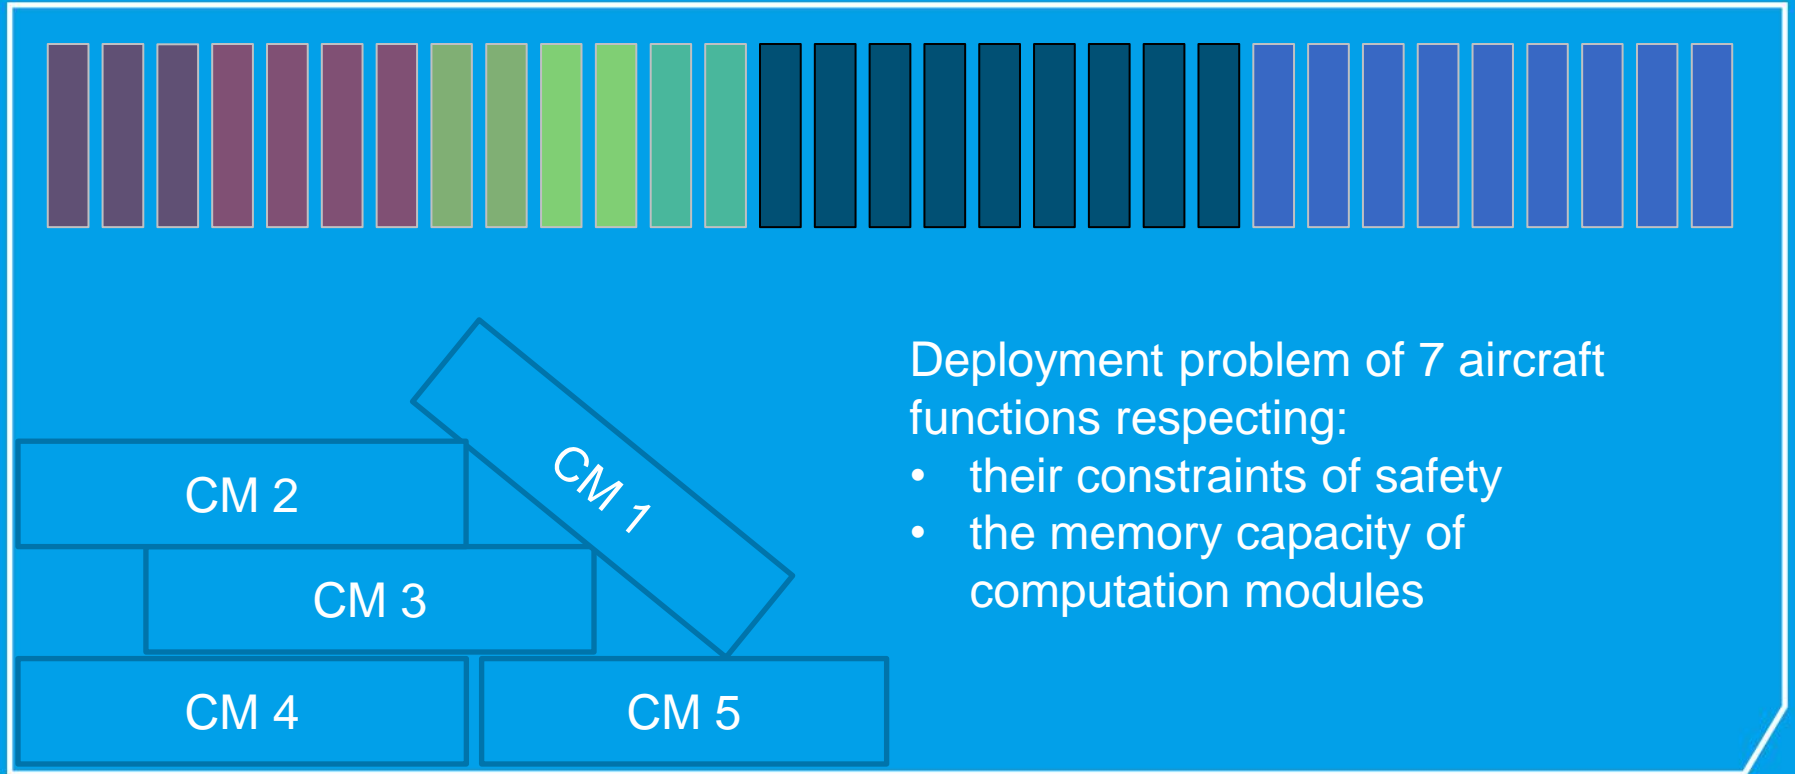 CM 1
CM 2
CM 3
CM 4
CM 5
Deployment problem of 7 aircraft
functions respecting:
• their constraints of safety
• the memory capacity of
computation modules